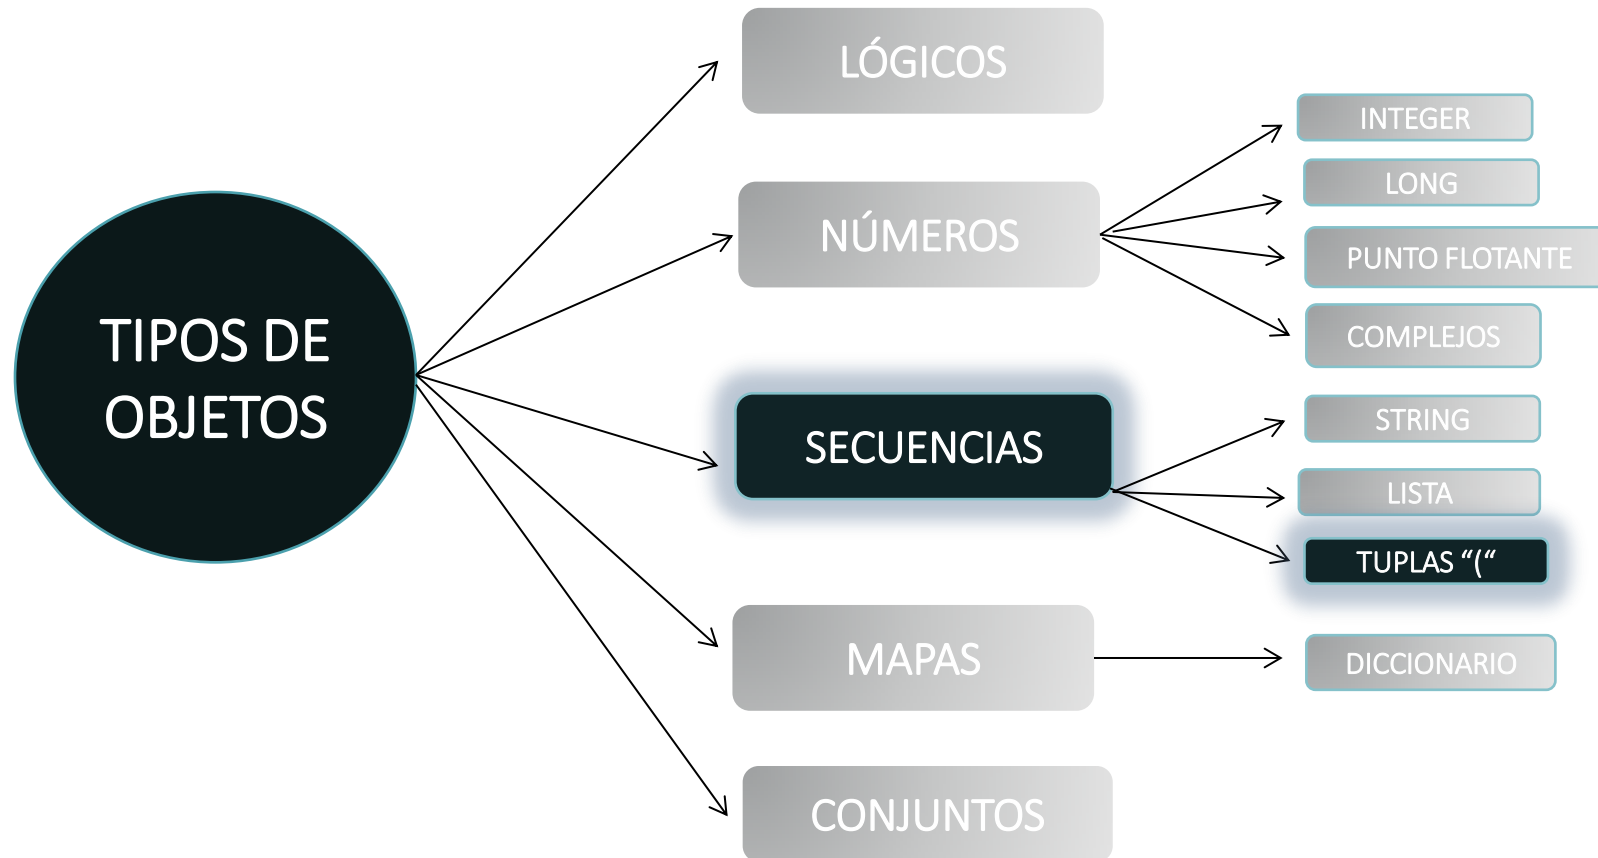 TIPOS DE
OBJETOS
LÓGICOS
NÚMEROS
INTEGER
LONG
PUNTO FLOTANTE
COMPLEJOS
SECUENCIAS
STRING
LISTA
TUPLAS “(“
MAPAS
DICCIONARIO
CONJUNTOS